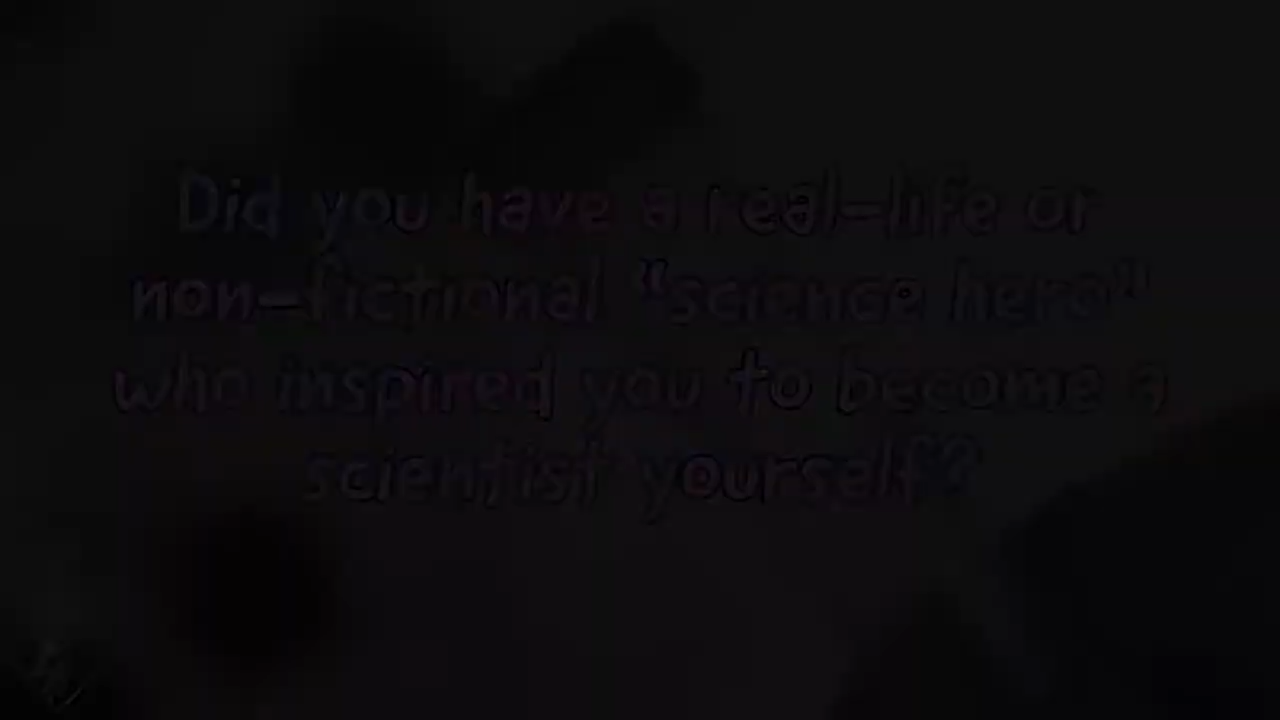 Did you have a real-life or
non-fictional "science hero"
who inspired you to become a
scientist yourself?